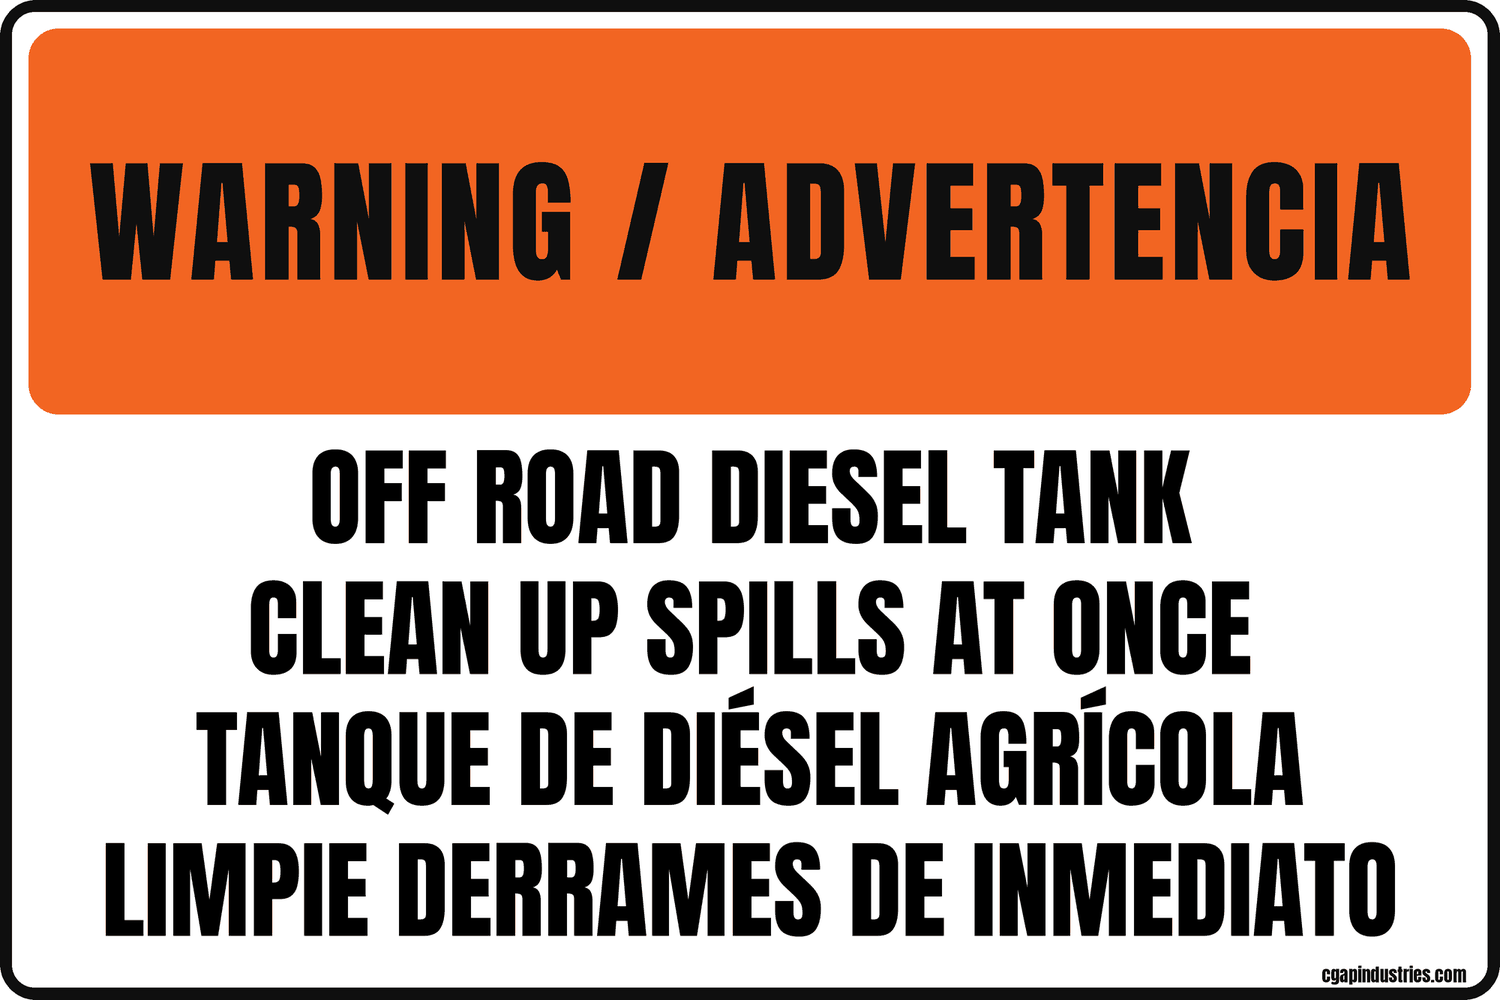 WARNING / ADVERTENCIA
OFF ROAD DIESEL TANK
CLEAN UP SPILLS AT ONCE
TANQUE DE DIÉSEL AGRÍCOLA
LIMPIE DERRAMES DE INMEDIATO
cgapindustries.com